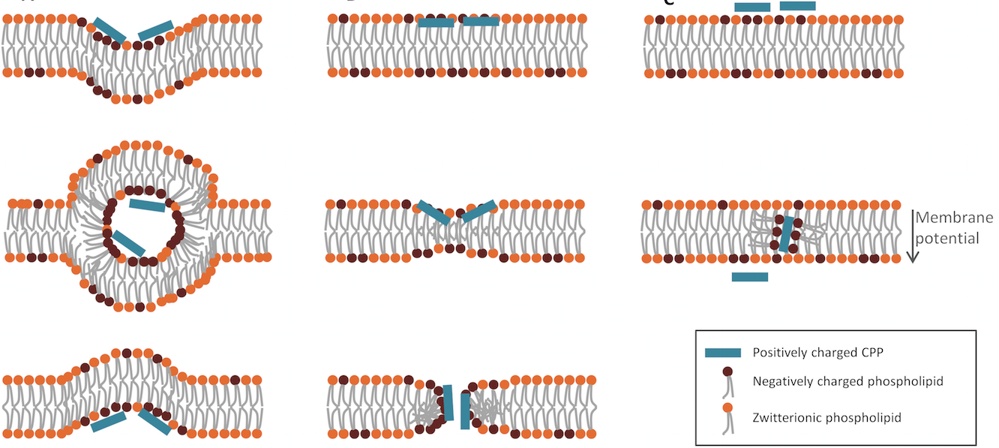 C
Membrane
potential
Positively charged CPP
Negatively charged phospholipid
Zwitterionic phospholipid